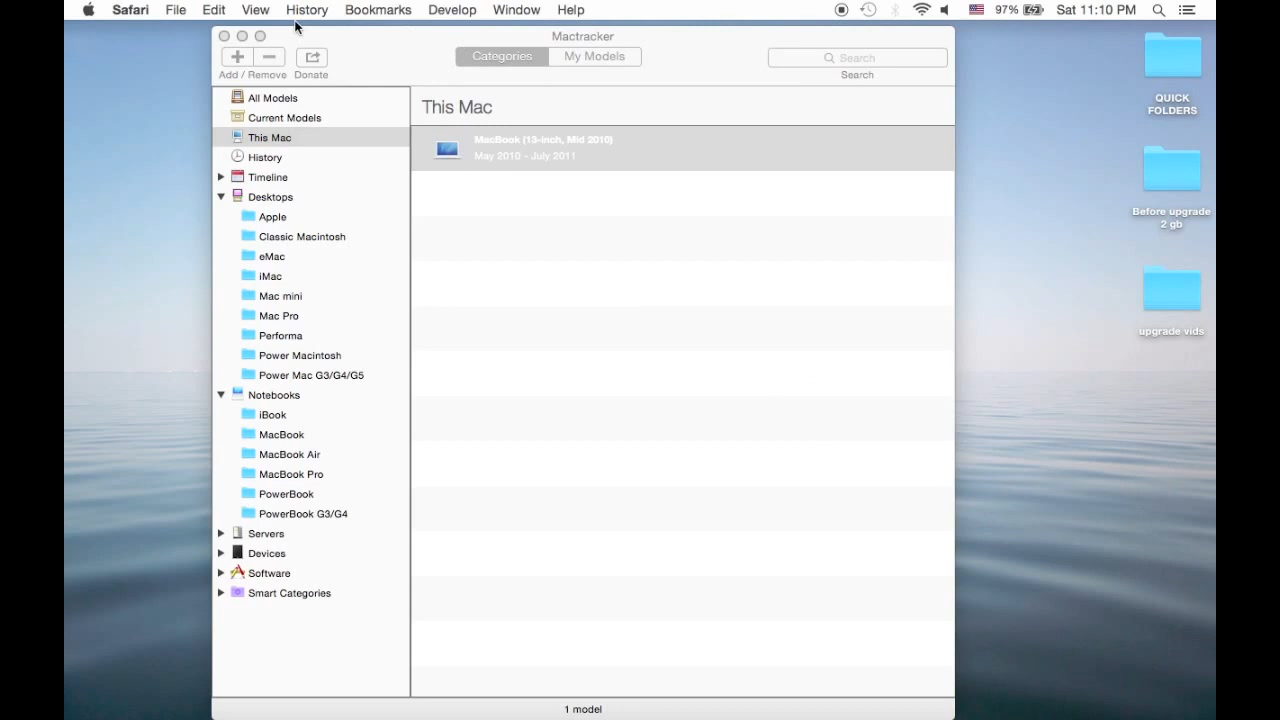 Safari File Edit View History Bookmarks Develop Window Help 97% Sat 11:10 PM
Mactracker
Categories My Models
Search
Add / Remove Donate
Search
All Models
Current Models
This Mac
History
Timeline
Desktops
Apple
Classic Macintosh
eMac
iMac
Mac mini
Mac Pro
Performa
Power Macintosh
Power Mac G3/G4/G5
Notebooks
iBook
MacBook
MacBook Air
MacBook Pro
PowerBook
PowerBook G3/G4
Servers
Devices
Software
Smart Categories
This Mac
MacBook (13-inch, Mid 2010)
May 2010 - July 2011
1 model
QUICK
FOLDERS
Before upgrade
2 gb
upgrade vids